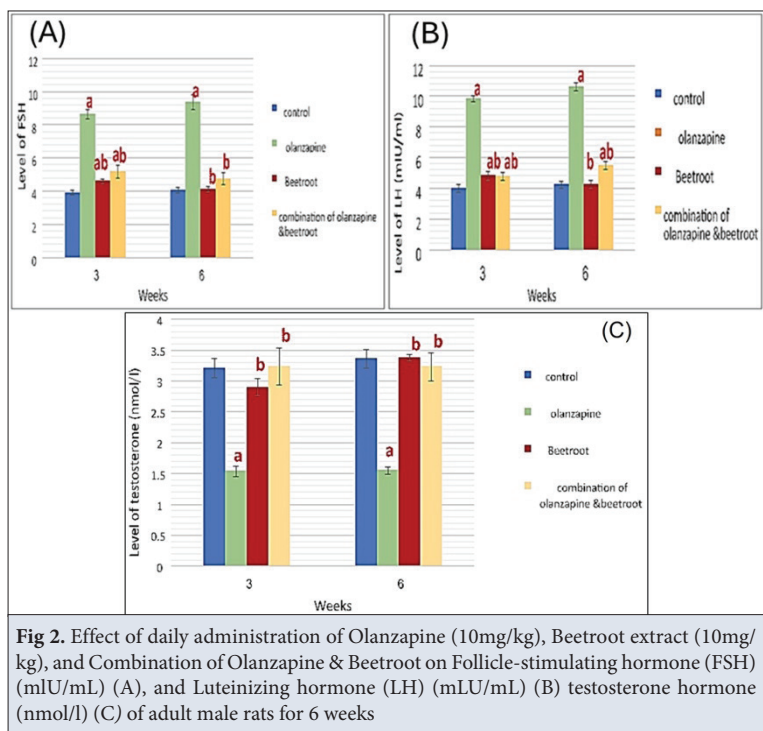 (A)
Level of FSH
12
10
8
6
4
2
0
a
ab
ab
a
b
b
3
6
Weeks
control
olanzapine
Beetroot
combination of olanzapine
&beetroot
(B)
Level of LH (mIU/ml)
12
10
8
6
4
2
0
a
ab
ab
a
b
ab
3
6
Weeks
control
olanzapine
Beetroot
combination of
olanzapine &beetroot
(C)
Level of testosterone (nmol/l)
4
3.5
3
2.5
2
1.5
1
0.5
0
a
b
b
a
b
b
3
6
Weeks
control
olanzapine
Beetroot
combination of
olanzapine &beetroot
Fig 2. Effect of daily administration of Olanzapine (10mg/kg), Beetroot extract (10mg/
kg), and Combination of Olanzapine & Beetroot on Follicle-stimulating hormone (FSH)
(mlU/mL) (A), and Luteinizing hormone (LH) (mLU/mL) (B) testosterone hormone
(nmol/l) (C) of adult male rats for 6 weeks